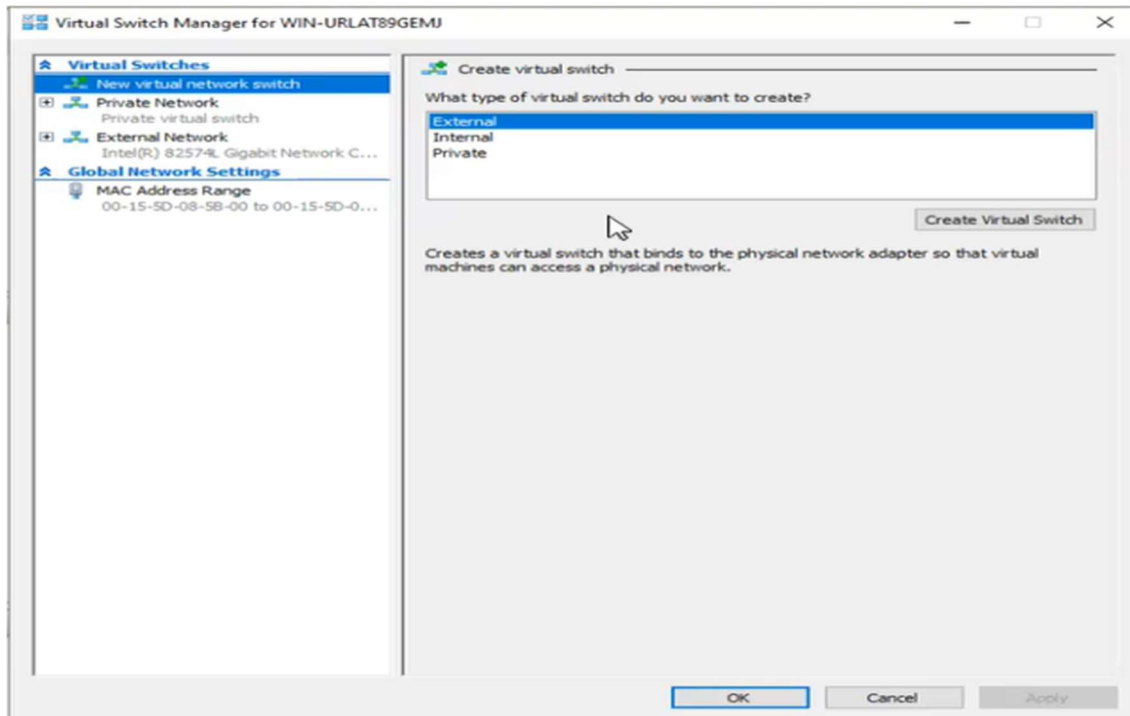 Virtual Switch Manager for WIN-URLAT89GEMJ
Virtual Switches
New virtual network switch
Private Network
Private virtual switch
External Network
Intel(R) 82574L Gigabit Network C...
Global Network Settings
MAC Address Range
00-15-5D-08-5B-00 to 00-15-5D-0...
Create virtual switch
What type of virtual switch do you want to create?
External
Internal
Private
Create Virtual Switch
Creates a virtual switch that binds to the physical network adapter so that virtual
machines can access a physical network.
OK
Cancel
Apply